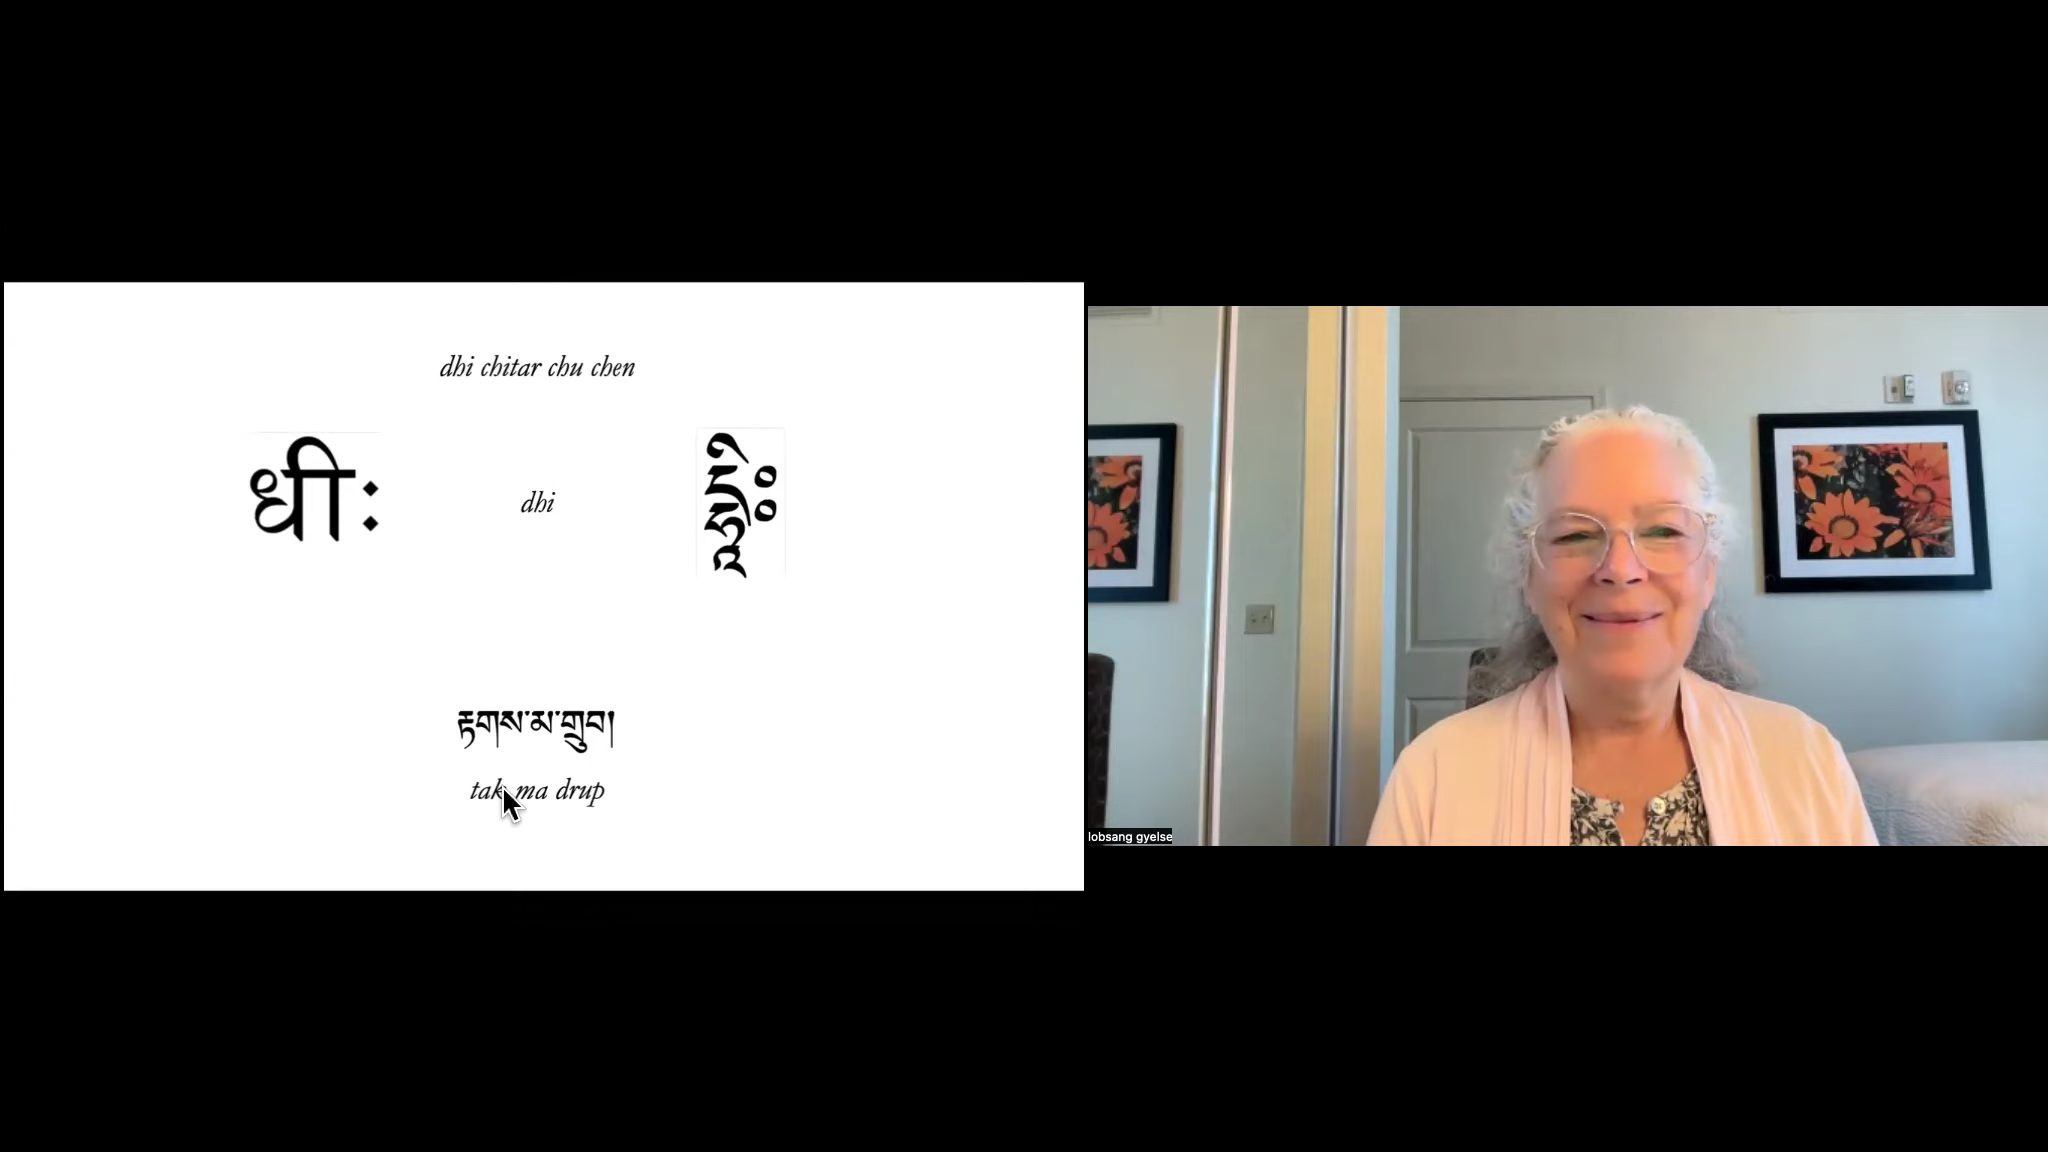 dhi chitar chu chen
धीः dhi དྷཱིཿ
རྟགས་མ་གྲུབ།
tak ma drup
lobsang gyelse